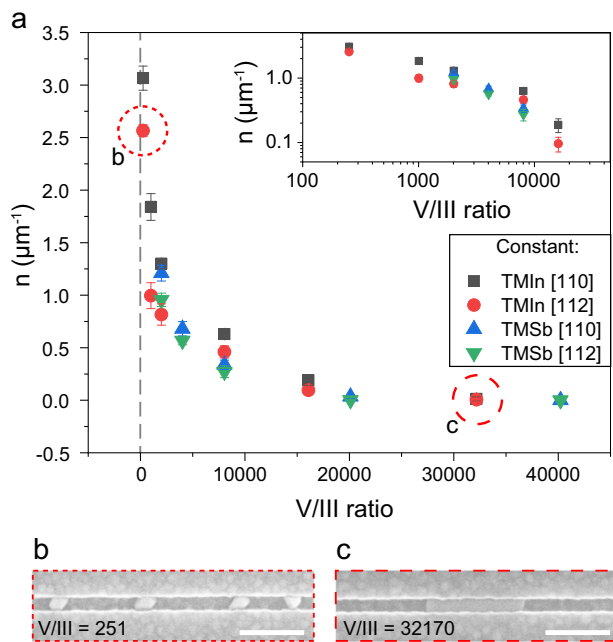 a
3.5
3.0
2.5
2.0
1.5
1.0
0.5
0.0
-0.5
n (µm⁻¹)
b
c
0 10000 20000 30000 40000
V/III ratio
1.0
0.1
n (µm⁻¹)
100 1000 10000
V/III ratio
Constant:
TMIn [110]
TMIn [112]
TMSb [110]
TMSb [112]
b
V/III = 251
c
V/III = 32170